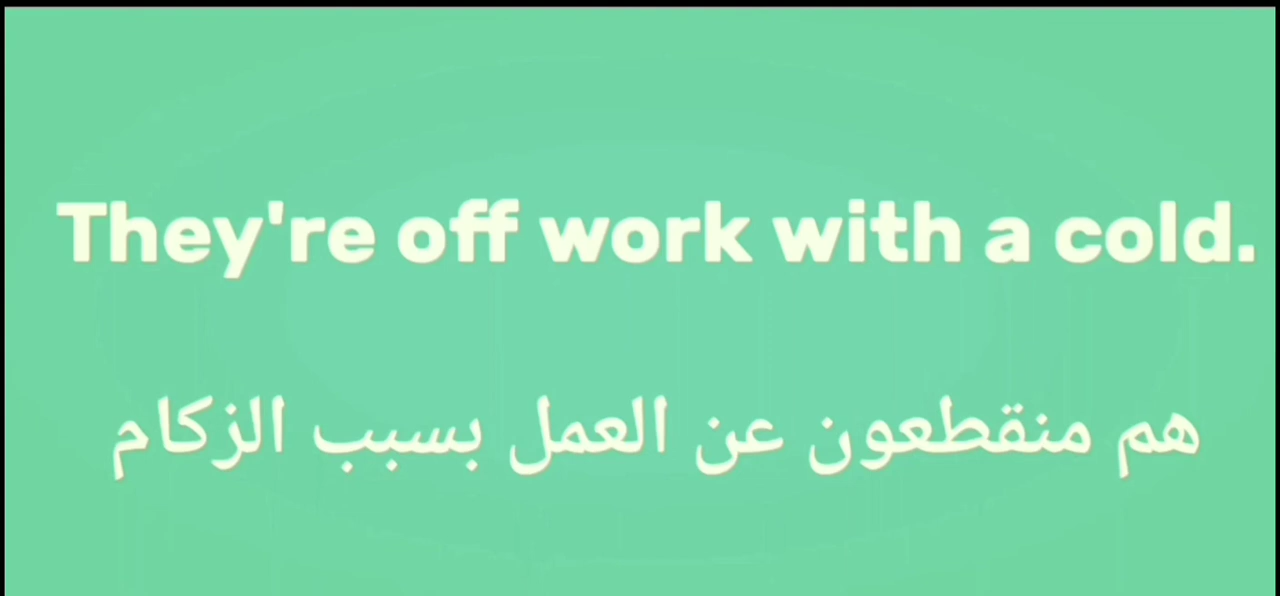 They're off work with a cold.
هم منقطعون عن العمل بسبب الزكام